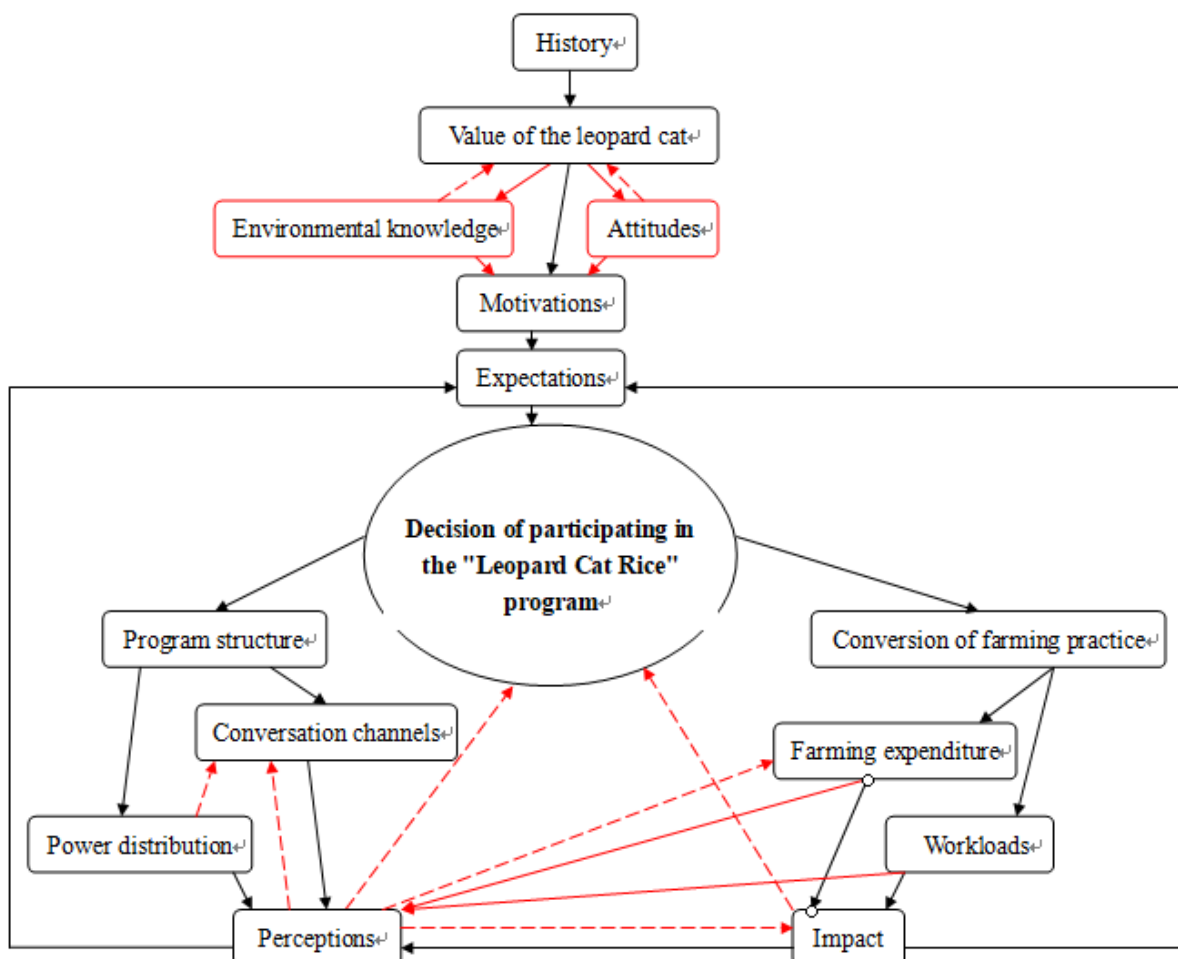 History↵
Value of the leopard cat↵
Environmental knowledge↵
Attitudes↵
Motivations↵
Expectations↵
Decision of participating in
the "Leopard Cat Rice"
program↵
Program structure↵
Conversion of farming practice↵
Conversation channels↵
Farming expenditure↵
Power distribution↵
Workloads↵
Perceptions↵
Impact